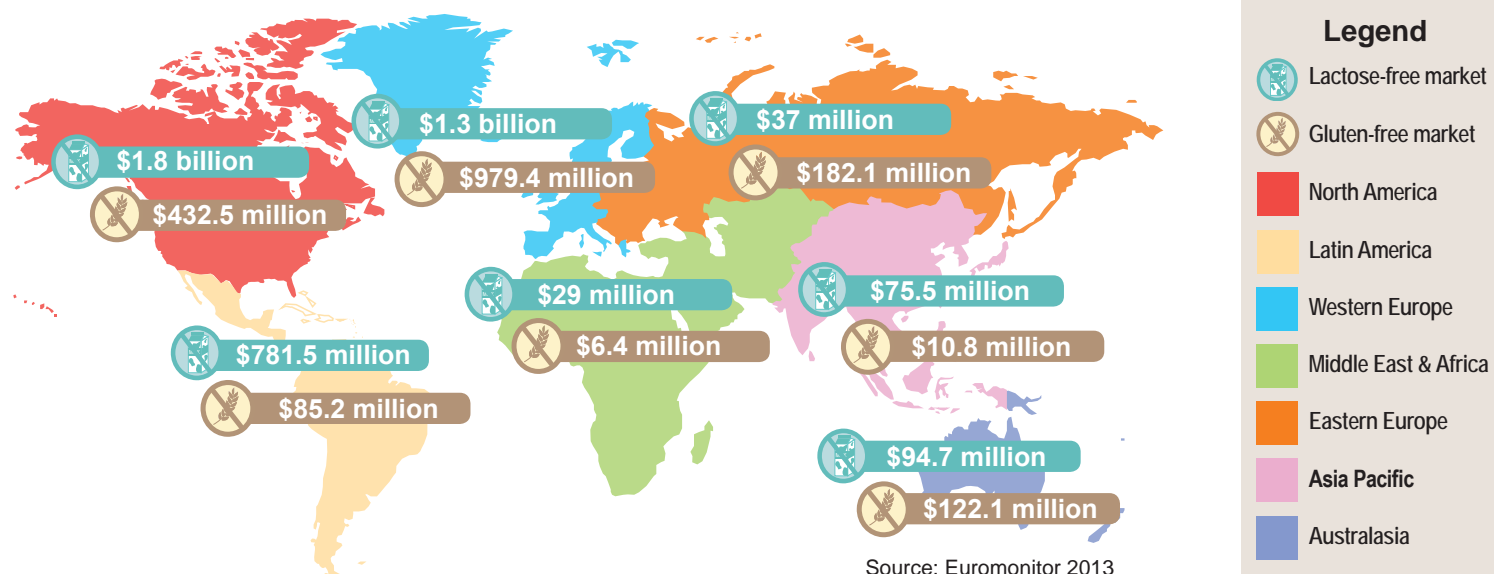 $1.8 billion
$432.5 million
$1.3 billion
$979.4 million
$37 million
$182.1 million
$781.5 million
$85.2 million
$29 million
$6.4 million
$75.5 million
$10.8 million
$94.7 million
$122.1 million
Source: Euromonitor 2013
Legend
Lactose-free market
Gluten-free market
North America
Latin America
Western Europe
Middle East & Africa
Eastern Europe
Asia Pacific
Australasia